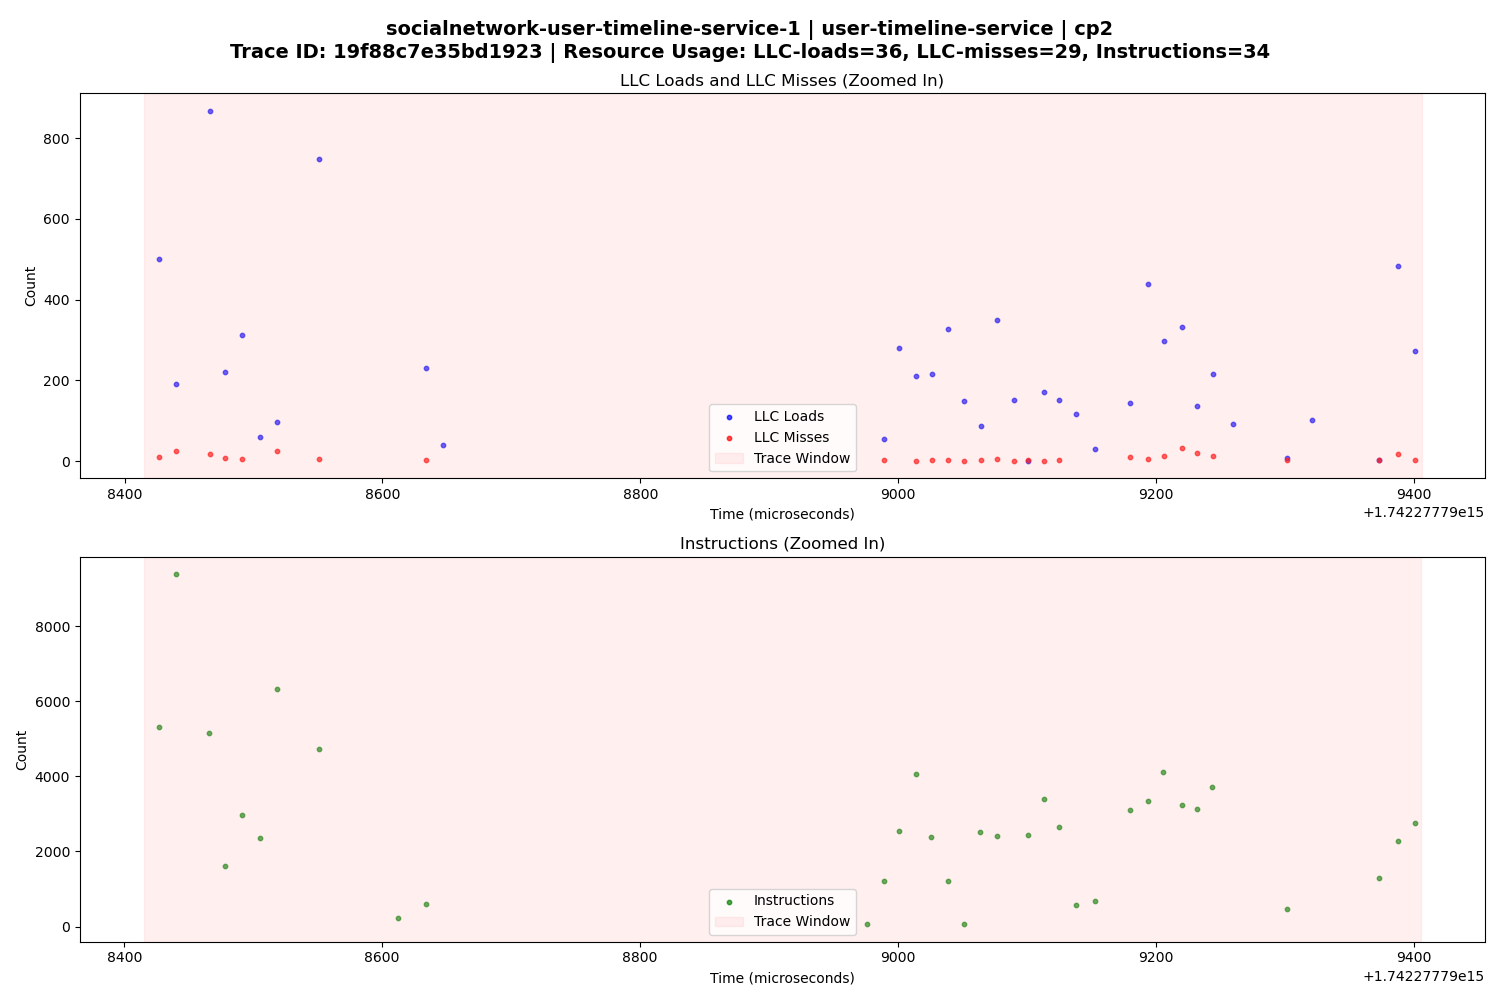 socialnetwork-user-timeline-service-1 | user-timeline-service | cp2
Trace ID: 19f88c7e35bd1923 | Resource Usage: LLC-loads=36, LLC-misses=29, Instructions=34
LLC Loads and LLC Misses (Zoomed In)
800
600
400
200
0
Count
LLC Loads
LLC Misses
Trace Window
8400 8600 8800 9000 9200 9400
Time (microseconds)
+1.74227779e15
Instructions (Zoomed In)
8000
6000
4000
2000
0
Count
Instructions
Trace Window
8400 8600 8800 9000 9200 9400
Time (microseconds)
+1.74227779e15